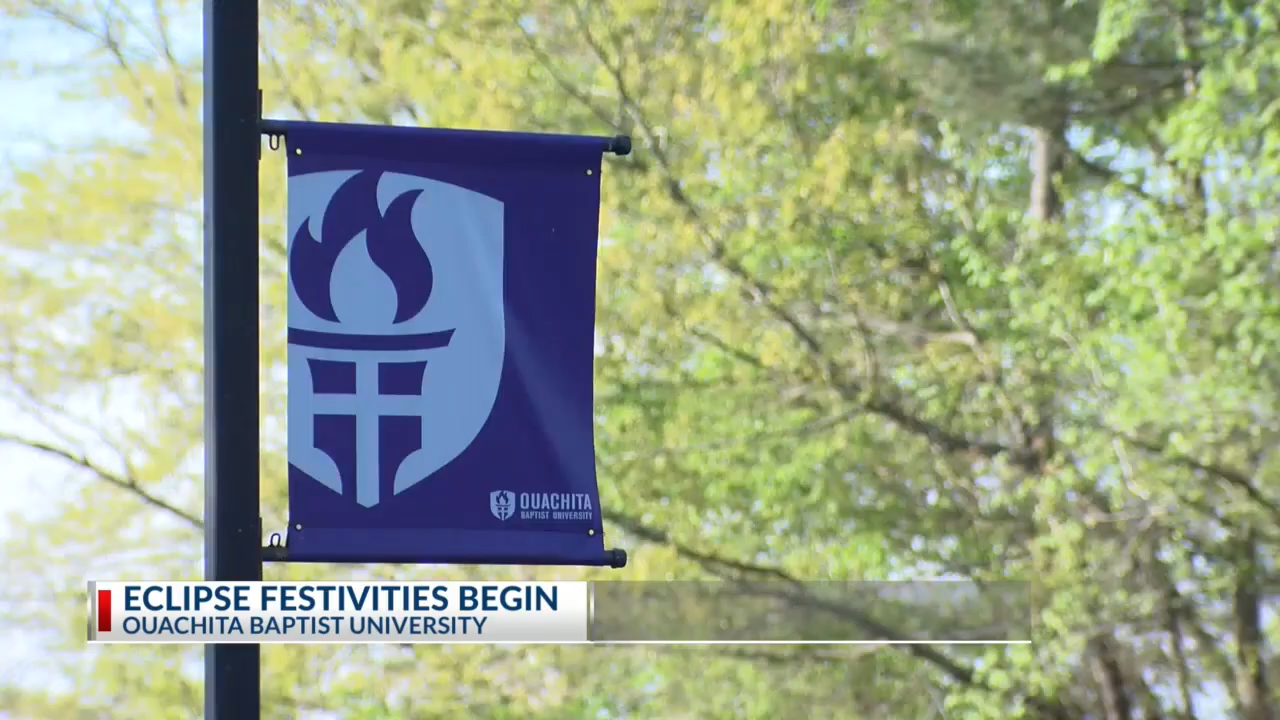 OUACHITA
BAPTIST UNIVERSITY
ECLIPSE FESTIVITIES BEGIN
OUACHITA BAPTIST UNIVERSITY